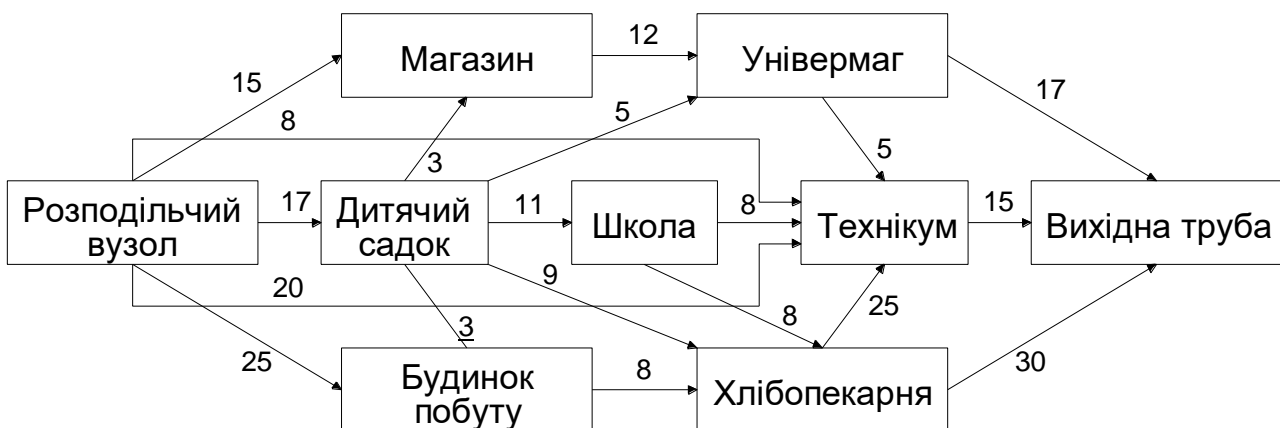 Магазин
12
Універмаг
15
17
8
5
3
5
Розподільчий
вузол
17
Дитячий
садок
11
Школа
8
Технікум
15
Вихідна труба
20
9
25
3
8
25
Будинок
побуту
8
Хлібопекарня
30